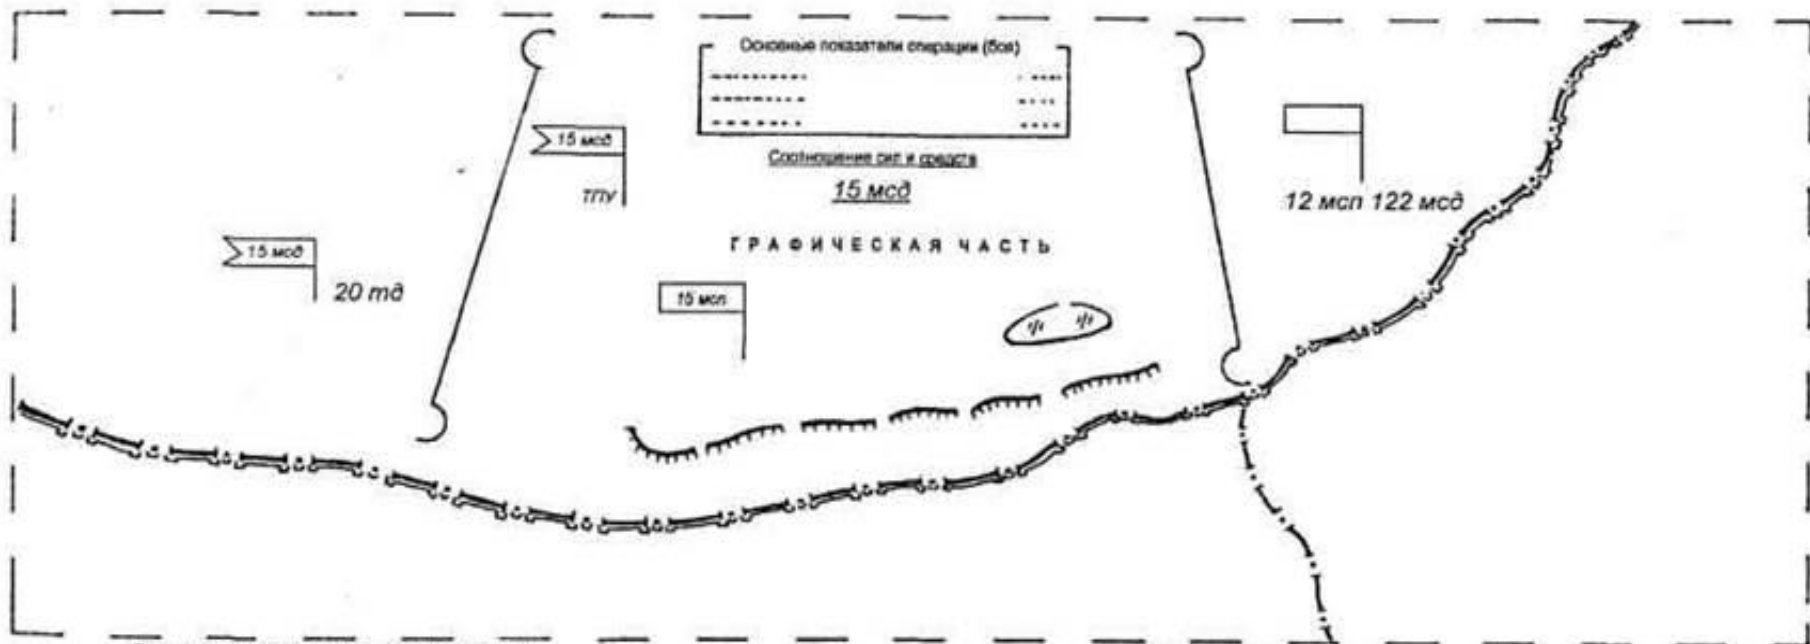 Основные показатели операции (боя)
15 мсд
ТПУ
Соотношение сил и средств
15 мсд
12 мсп 122 мсд
ГРАФИЧЕСКАЯ ЧАСТЬ
15 мсд
20 тд
15 мсп